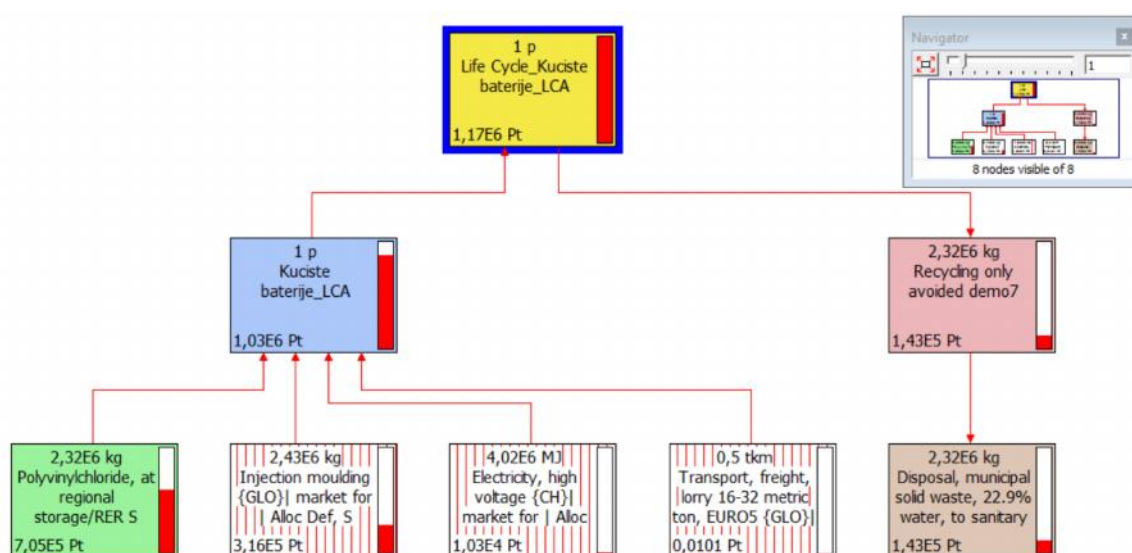 1 p
Life Cycle_Kuciste
baterije_LCA
1,17E6 Pt
Navigator
x
1
8 nodes visible of 8
1 p
Kuciste
baterije_LCA
1,03E6 Pt
2,32E6 kg
Recycling only
avoided demo7
1,43E5 Pt
2,32E6 kg
Polyvinylchloride, at
regional
storage/RER S
7,05E5 Pt
2,43E6 kg
Injection moulding
{GLO}| market for
| Alloc Def, S
3,16E5 Pt
4,02E6 MJ
Electricity, high
voltage {CH}|
market for | Alloc
1,03E4 Pt
0,5 tkm
Transport, freight,
lorry 16-32 metric
ton, EURO5 {GLO}|
0,0101 Pt
2,32E6 kg
Disposal, municipal
solid waste, 22.9%
water, to sanitary
1,43E5 Pt